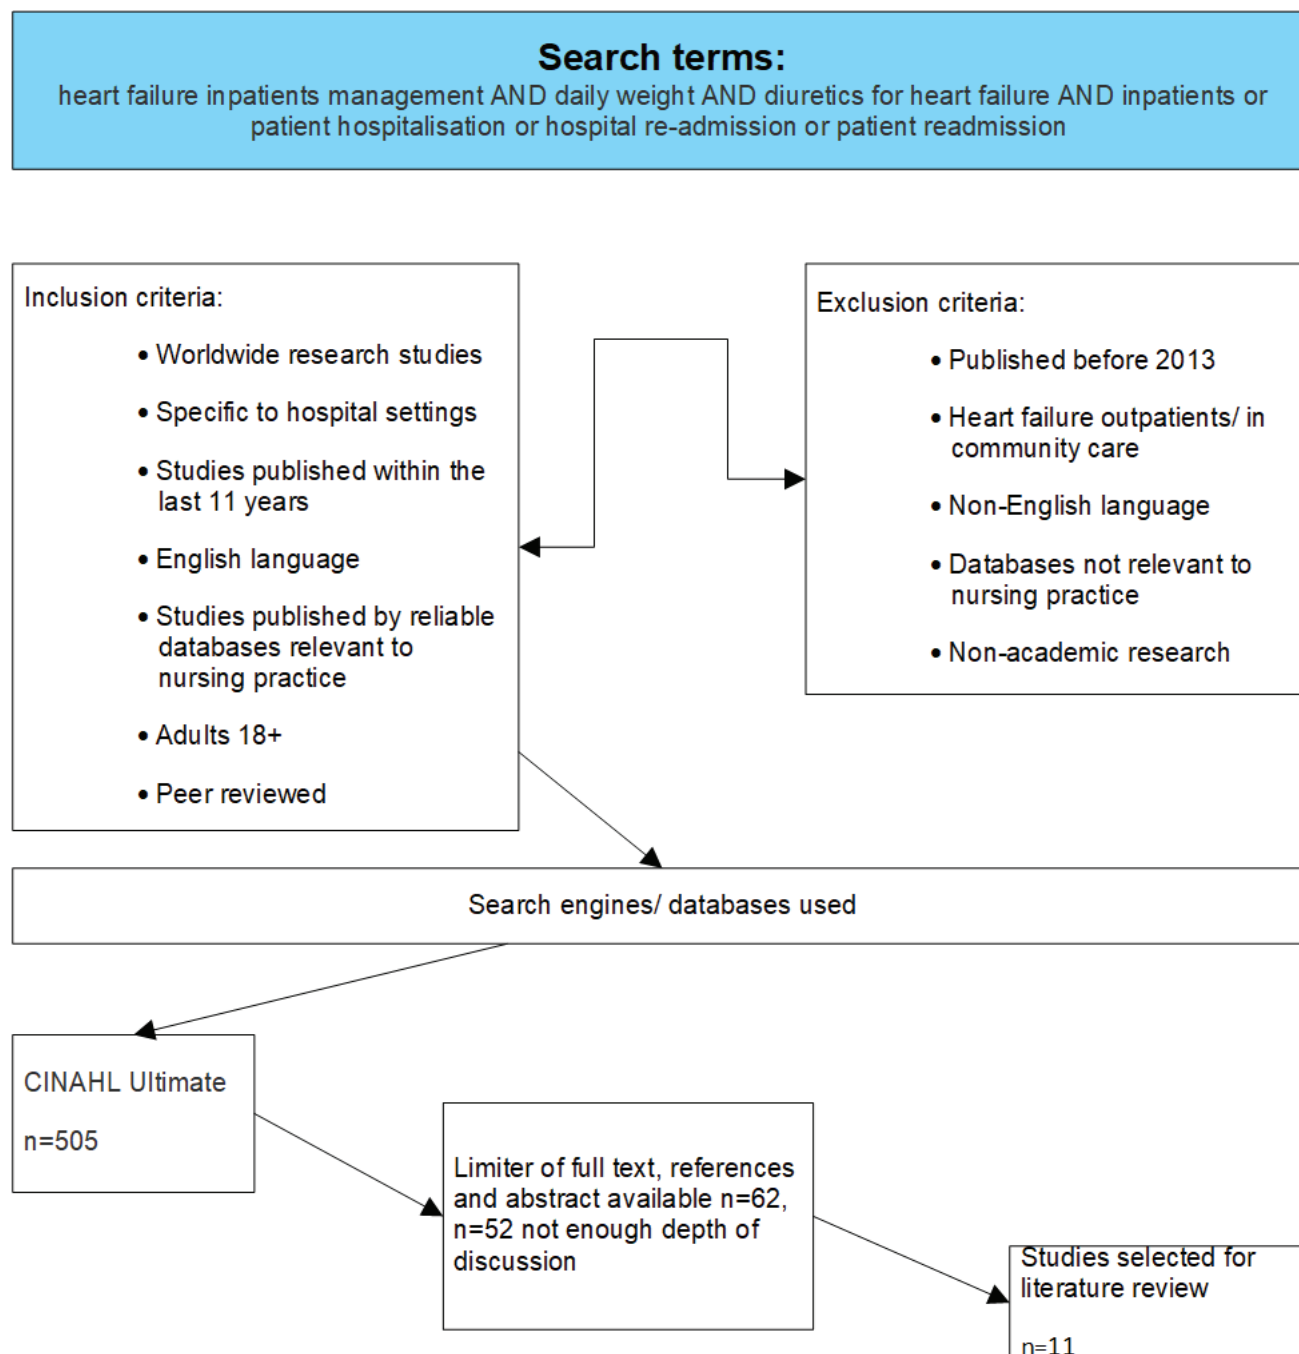 Search terms:
heart failure inpatients management AND daily weight AND diuretics for heart failure AND inpatients or
patient hospitalisation or hospital re-admission or patient readmission
Inclusion criteria:
• Worldwide research studies
• Specific to hospital settings
• Studies published within the
last 11 years
• English language
• Studies published by reliable
databases relevant to
nursing practice
• Adults 18+
• Peer reviewed
Exclusion criteria:
• Published before 2013
• Heart failure outpatients/ in
community care
• Non-English language
• Databases not relevant to
nursing practice
• Non-academic research
Search engines/ databases used
CINAHL Ultimate
n=505
Limiter of full text, references
and abstract available n=62,
n=52 not enough depth of
discussion
Studies selected for
literature review
n=11